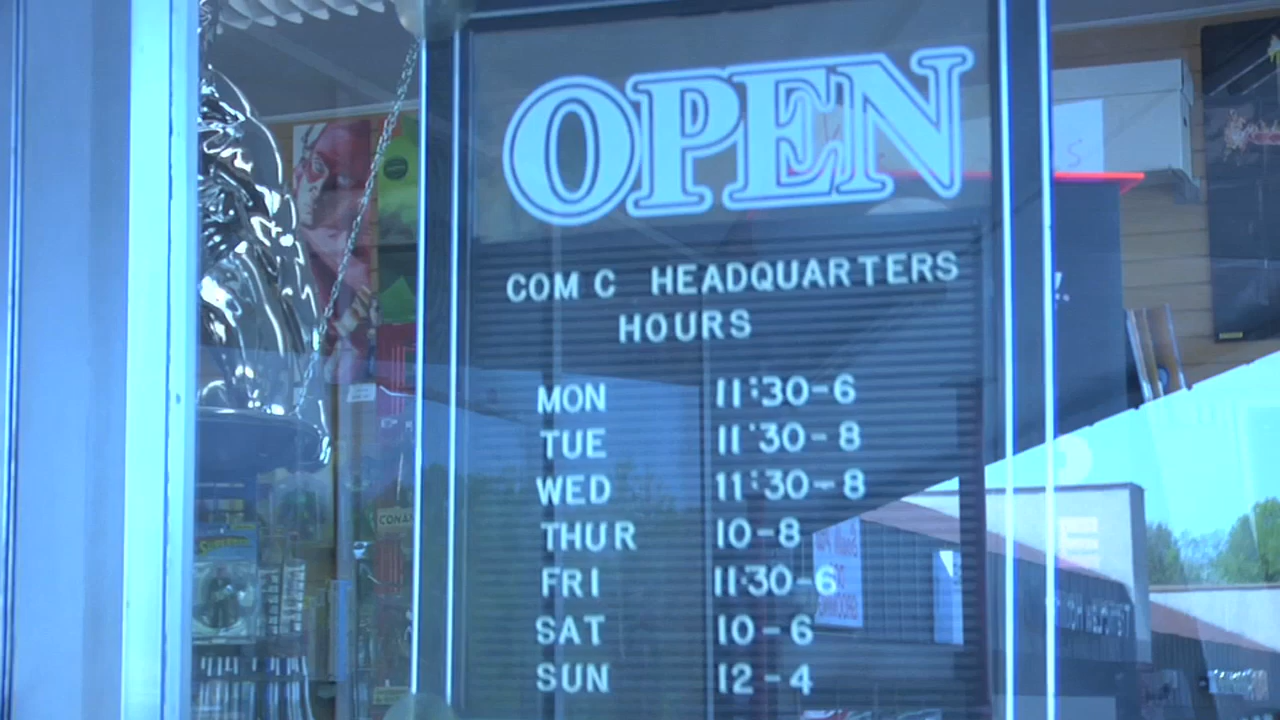 OPEN
COM C HEADQUARTERS
HOURS
MON 11:30-6
TUE 11:30-8
WED 11:30-8
THUR 10-8
FRI 11:30-6
SAT 10-6
SUN 12-4
CONAN